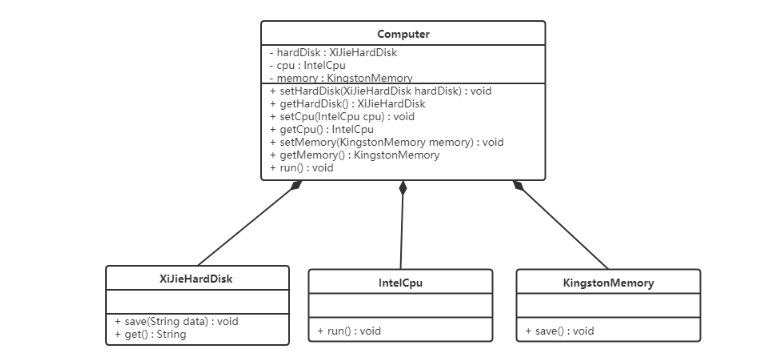 Computer
- hardDisk : XiJieHardDisk
- cpu : IntelCpu
- memory : KingstonMemory
+ setHardDisk(XiJieHardDisk hardDisk) : void
+ getHardDisk() : XiJieHardDisk
+ setCpu(IntelCpu cpu) : void
+ getCpu() : IntelCpu
+ setMemory(KingstonMemory memory) : void
+ getMemory() : KingstonMemory
+ run() : void
XiJieHardDisk
+ save(String data) : void
+ get() : String
IntelCpu
+ run() : void
KingstonMemory
+ save() : void